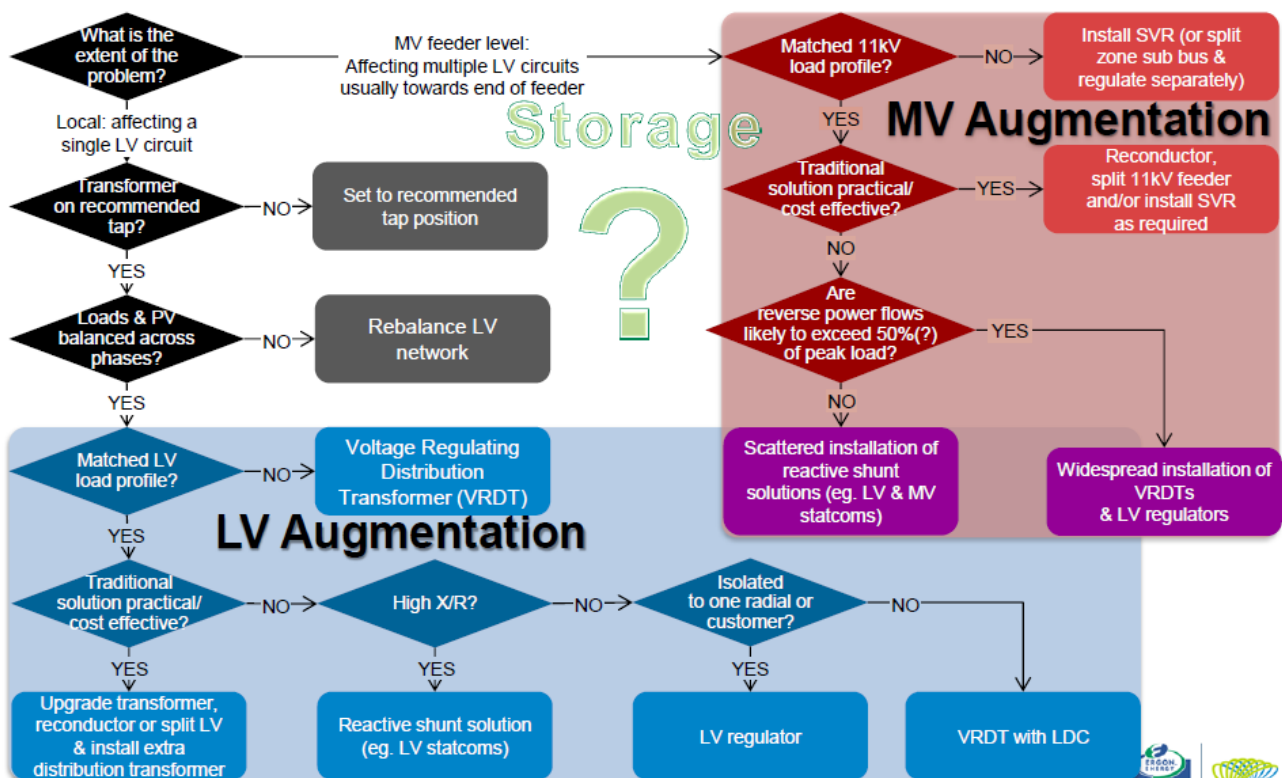 What is the
extent of the
problem?
MV feeder level:
Affecting multiple LV circuits
usually towards end of feeder
Matched 11kV
load profile?
NO
Install SVR (or split
zone sub bus &
regulate separately)
Local: affecting a
single LV circuit
Storage
?
YES
MV Augmentation
Transformer
on recommended
tap?
NO
Set to recommended
tap position
Traditional
solution practical/
cost effective?
YES
Reconductor,
split 11kV feeder
and/or install SVR
as required
YES
NO
Loads & PV
balanced across
phases?
NO
Rebalance LV
network
Are
reverse power flows
likely to exceed 50%(?)
of peak load?
YES
YES
NO
Matched LV
load profile?
NO
Voltage Regulating
Distribution
Transformer (VRDT)
Scattered installation of
reactive shunt
solutions (eg. LV & MV
statcoms)
Widespread installation of
VRDTs
& LV regulators
YES
LV Augmentation
Traditional
solution practical/
cost effective?
NO
High X/R?
NO
Isolated
to one radial or
customer?
NO
YES
YES
YES
Upgrade transformer,
reconductor or split LV
& install extra
distribution transformer
Reactive shunt solution
(eg. LV statcoms)
LV regulator
VRDT with LDC
ERGON
ENERGY